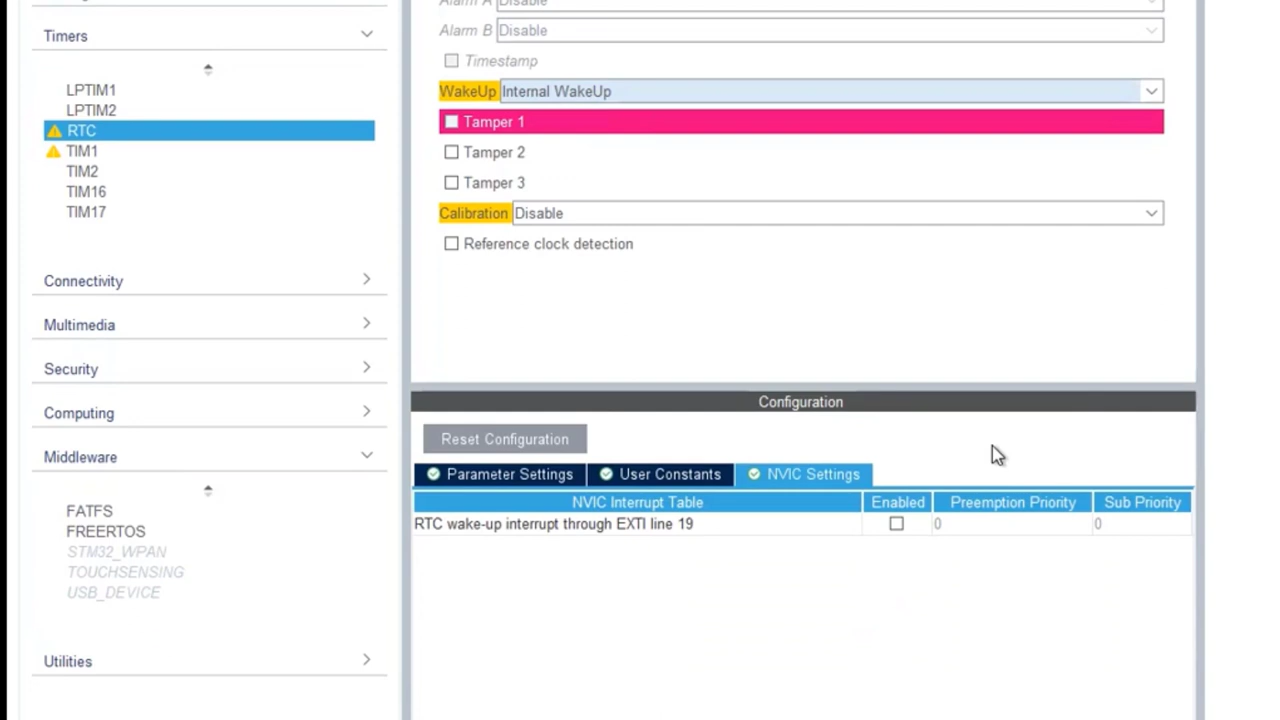 Alarm A Disable
Alarm B Disable
Timestamp
WakeUp Internal WakeUp
Tamper 1
Tamper 2
Tamper 3
Calibration Disable
Reference clock detection
Timers
LPTIM1
LPTIM2
RTC
TIM1
TIM2
TIM16
TIM17
Connectivity
Multimedia
Security
Computing
Middleware
FATFS
FREERTOS
STM32_WPAN
TOUCHSENSING
USB_DEVICE
Utilities
Configuration
Reset Configuration
Parameter Settings User Constants NVIC Settings
NVIC Interrupt Table Enabled Preemption Priority Sub Priority
RTC wake-up interrupt through EXTI line 19 0 0